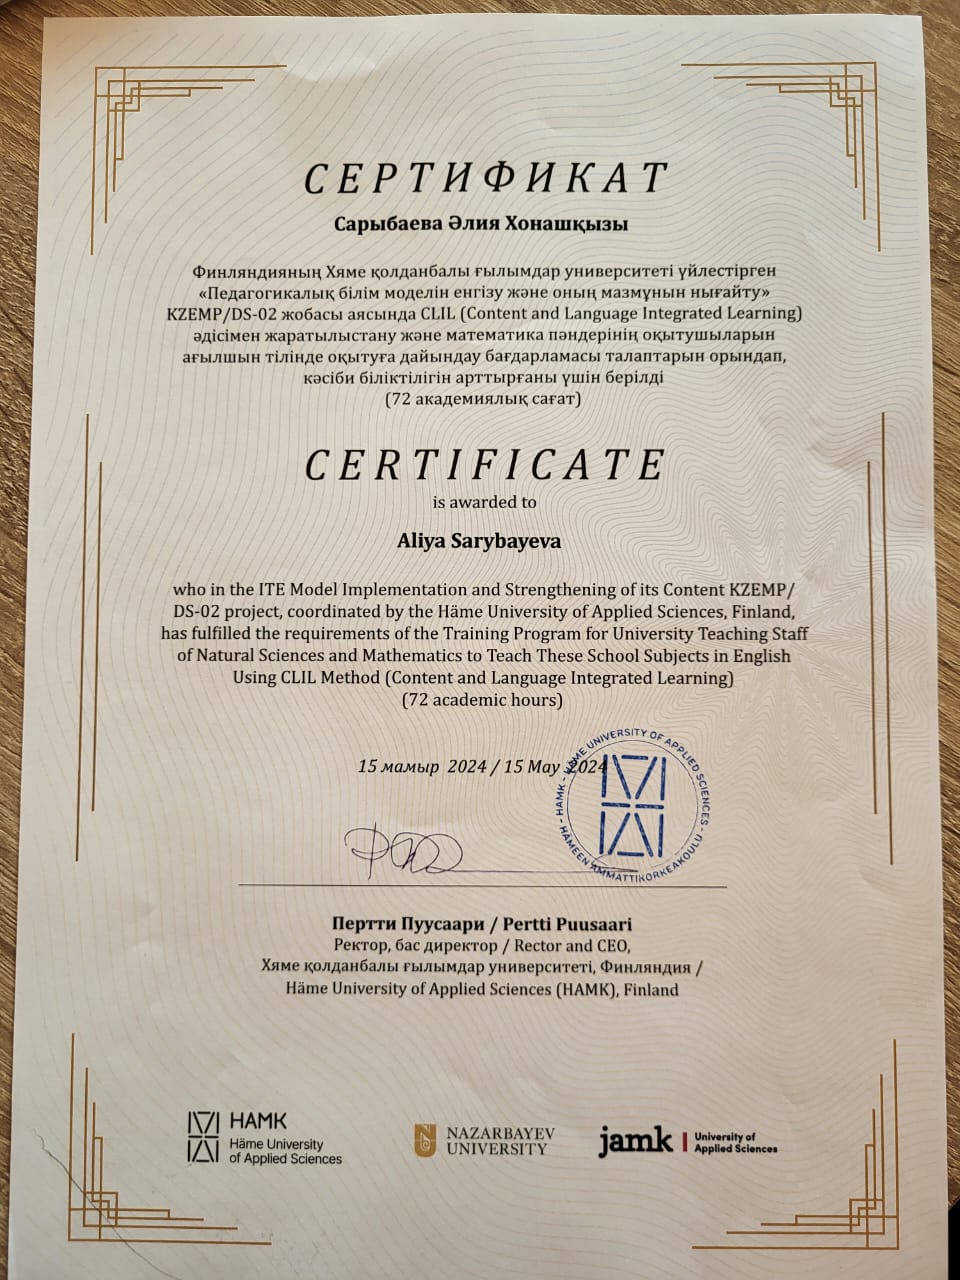 СЕРТИФИКАТ
Сарыбаева Әлия Хонашқызы
Финляндияның Хяме қолданбалы ғылымдар университеті үйлестірген
«Педагогикалық білім моделін енгізу және оның мазмұнын нығайту»
KZEMP/DS-02 жобасы аясында CLIL (Content and Language Integrated Learning)
әдісімен жаратылыстану және математика пәндерінің оқытушыларын
ағылшын тілінде оқытуға дайындау бағдарламасы талаптарын орындап,
кәсіби біліктілігін арттырғаны үшін берілді
(72 академиялық сағат)
CERTIFICATE
is awarded to
Aliya Sarybayeva
who in the ITE Model Implementation and Strengthening of its Content KZEMP/
DS-02 project, coordinated by the Häme University of Applied Sciences, Finland,
has fulfilled the requirements of the Training Program for University Teaching Staff
of Natural Sciences and Mathematics to Teach These School Subjects in English
Using CLIL Method (Content and Language Integrated Learning)
(72 academic hours)
15 мамыр 2024 / 15 May 2024
HAMK - HÄME UNIVERSITY OF APPLIED SCIENCES - HÄMEEN AMMATTIKORKEAKOULU -
Пертти Пуусаари / Pertti Puusaari
Ректор, бас директор / Rector and CEO,
Хяме қолданбалы ғылымдар университеті, Финляндия /
Häme University of Applied Sciences (HAMK), Finland
HAMK
Häme University
of Applied Sciences
NAZARBAYEV
UNIVERSITY
jamk | University of
Applied Sciences